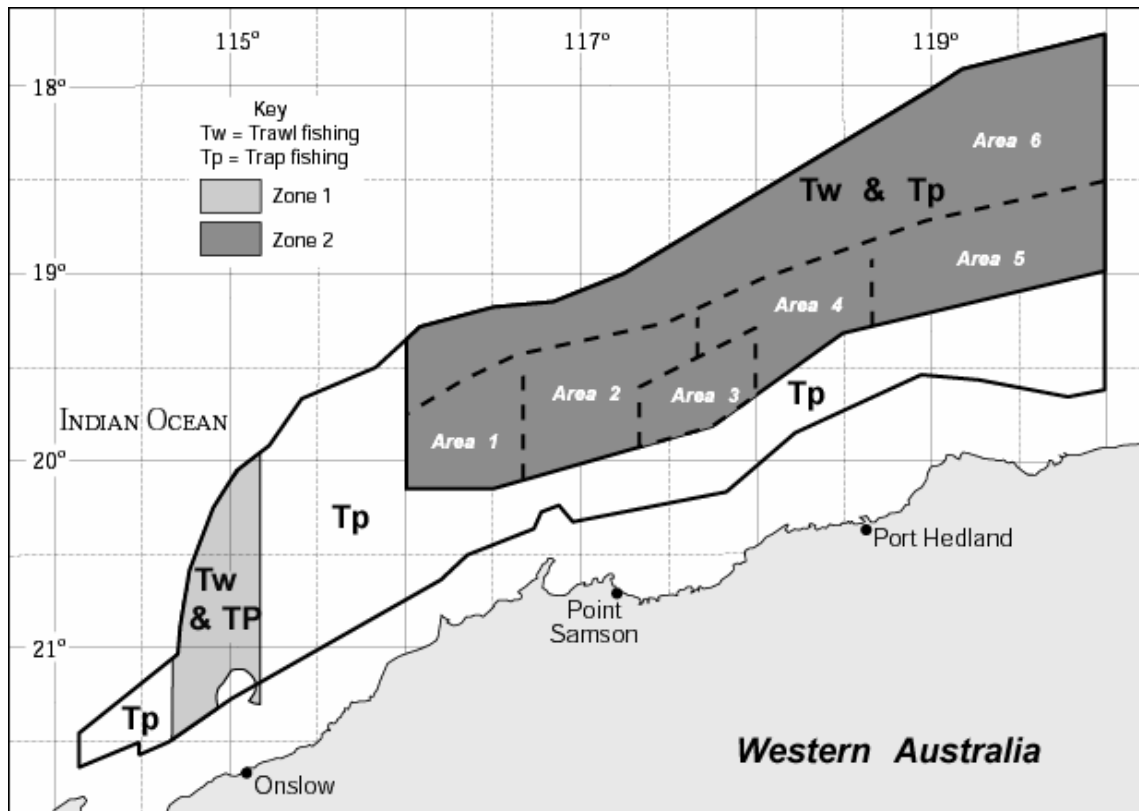 115º 117º 119º
18º
Key
Tw = Trawl fishing
Tp = Trap fishing
Zone 1
Zone 2
Area 6
Tw & Tp
19º
Area 5
Area 4
Area 2
Area 3
Tp
INDIAN OCEAN
Area 1
20º
Tp
Port Hedland
Tw
& TP
Point
Samson
21º
Tp
Western Australia
Onslow